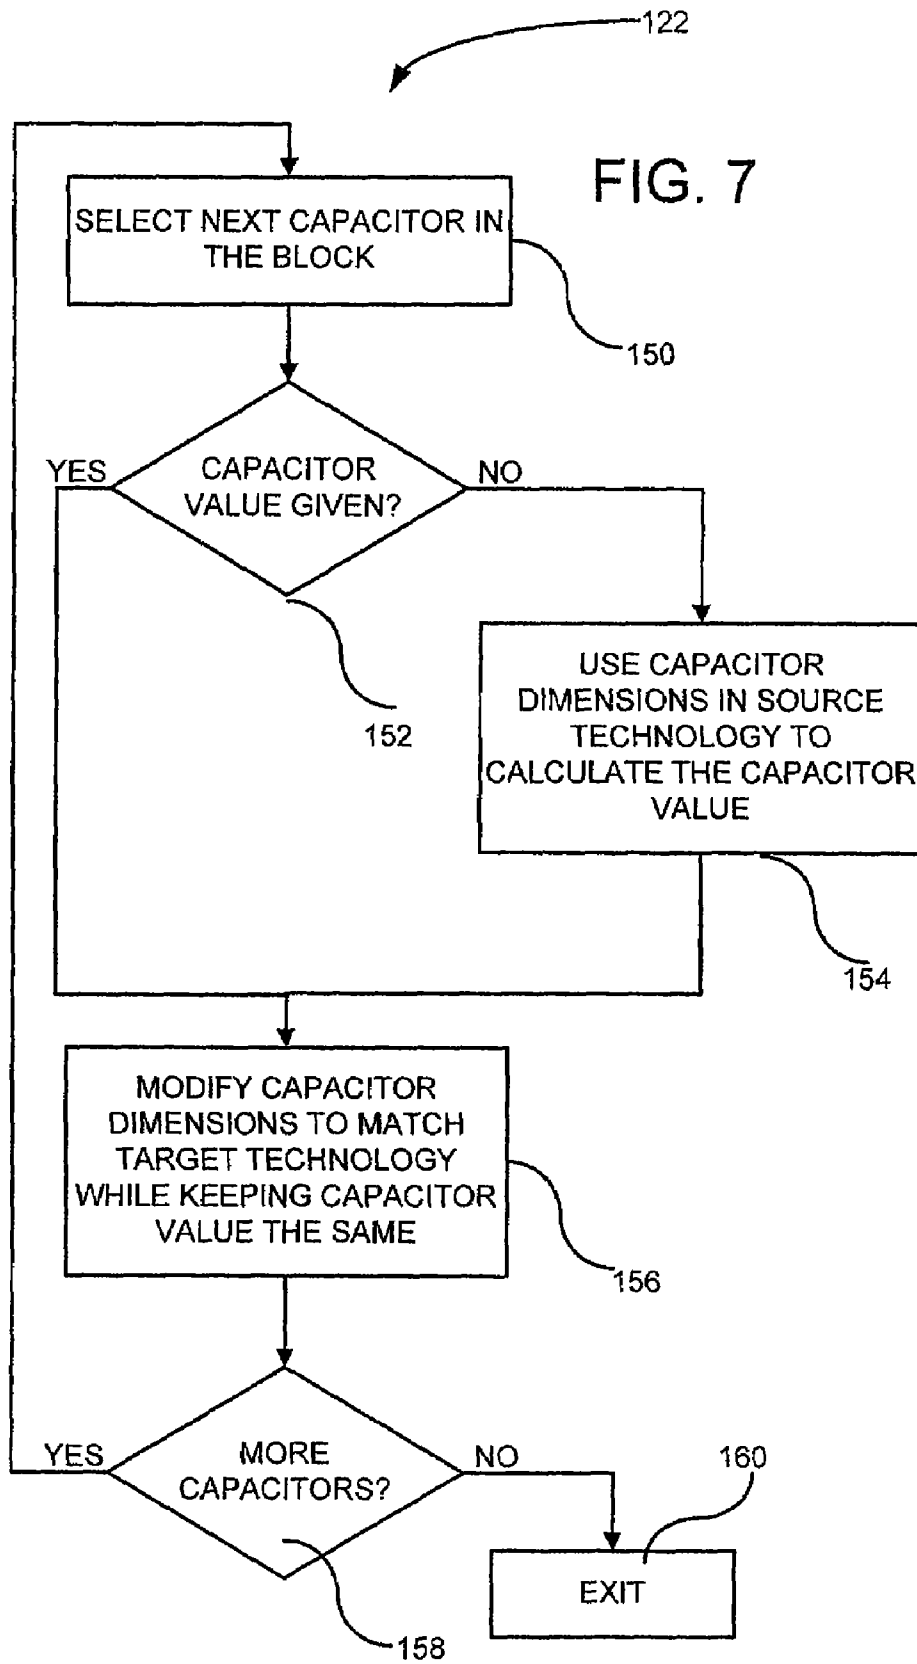 122
FIG. 7
SELECT NEXT CAPACITOR IN
THE BLOCK
150
CAPACITOR
VALUE GIVEN?
YES
NO
152
USE CAPACITOR
DIMENSIONS IN SOURCE
TECHNOLOGY TO
CALCULATE THE CAPACITOR
VALUE
154
MODIFY CAPACITOR
DIMENSIONS TO MATCH
TARGET TECHNOLOGY
WHILE KEEPING CAPACITOR
VALUE THE SAME
156
MORE
CAPACITORS?
YES
NO
158
160
EXIT